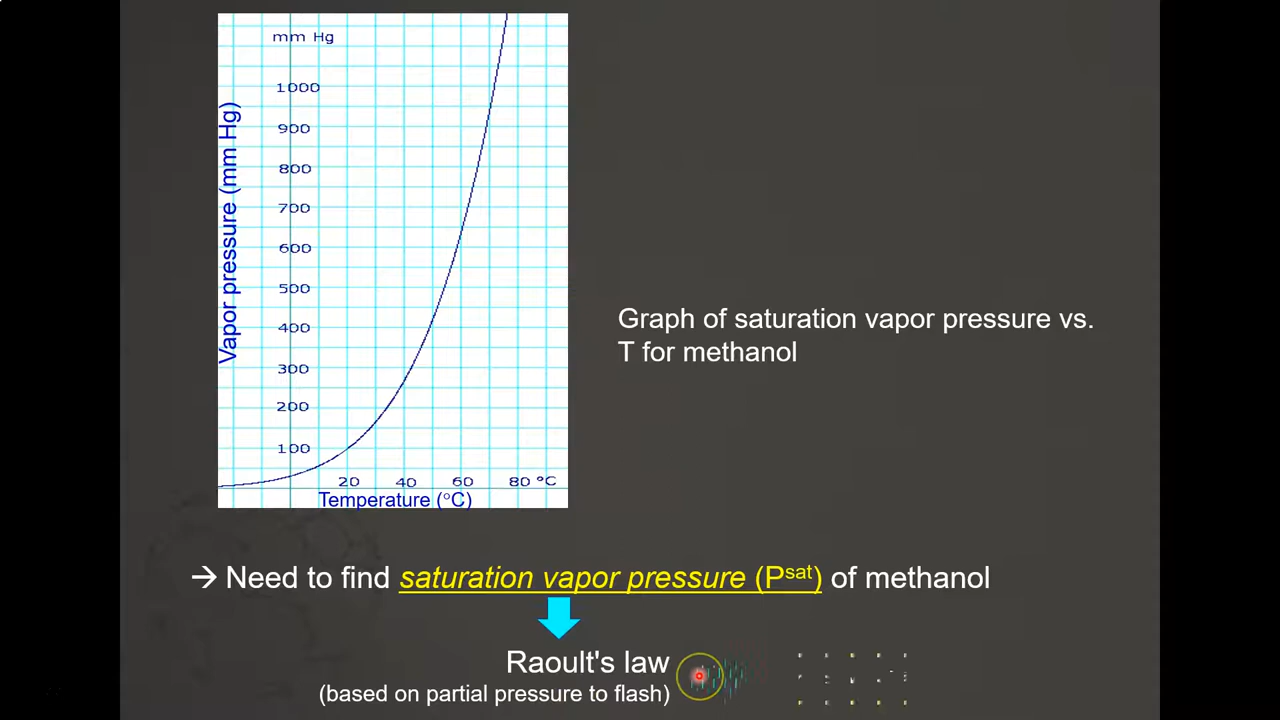 mm Hg
1000
900
800
700
600
500
400
300
200
100
Vapor pressure (mm Hg)
20 40 60 80 °C
Temperature (°C)
Graph of saturation vapor pressure vs.
T for methanol
→ Need to find saturation vapor pressure (Pˢᵃᵗ) of methanol
Raoult's law
(based on partial pressure to flash)